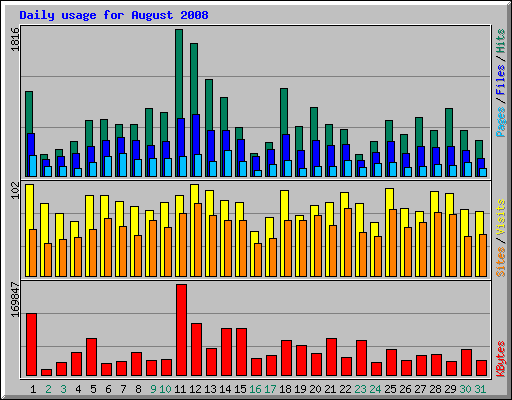 Daily usage for August 2008
1816
Pages / Files / Hits
102
Sites / Visits
169847
KBytes
1 2 3 4 5 6 7 8 9 10 11 12 13 14 15 16 17 18 19 20 21 22 23 24 25 26 27 28 29 30 31